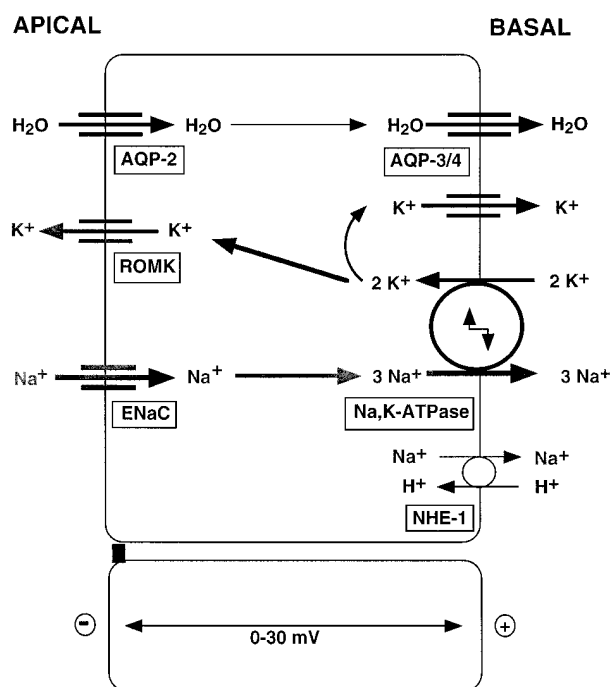 APICAL BASAL
H₂O H₂O H₂O H₂O
AQP-2 AQP-3/4
K+ K+ K+ K+
ROMK
2 K+ 2 K+
Na+ Na+ 3 Na+ 3 Na+
ENaC Na,K-ATPase
Na+ Na+
H+ H+
NHE-1
- 0-30 mV +